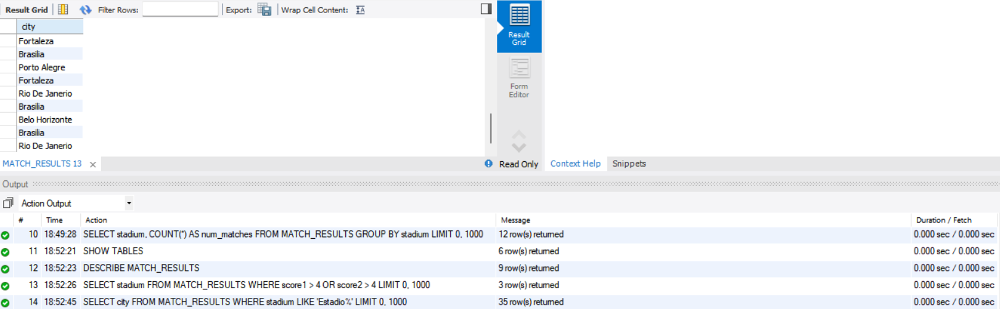 Result Grid Filter Rows: Export: Wrap Cell Content: IA
city
Fortaleza
Brasilia
Porto Alegre
Fortaleza
Rio De Janerio
Brasilia
Belo Horizonte
Brasilia
Rio De Janerio
Result
Grid
Form
Editor
MATCH_RESULTS 13 Read Only Context Help Snippets
Output
Action Output
# Time Action Message Duration / Fetch
10 18:49:28 SELECT stadium, COUNT(*) AS num_matches FROM MATCH_RESULTS GROUP BY stadium LIMIT 0, 1000 12 row(s) returned 0.000 sec / 0.000 sec
11 18:52:21 SHOW TABLES 6 row(s) returned 0.000 sec / 0.000 sec
12 18:52:23 DESCRIBE MATCH_RESULTS 9 row(s) returned 0.000 sec / 0.000 sec
13 18:52:26 SELECT stadium FROM MATCH_RESULTS WHERE score1 > 4 OR score2 > 4 LIMIT 0, 1000 3 row(s) returned 0.000 sec / 0.000 sec
14 18:52:45 SELECT city FROM MATCH_RESULTS WHERE stadium LIKE 'Estadio%' LIMIT 0, 1000 35 row(s) returned 0.000 sec / 0.000 sec